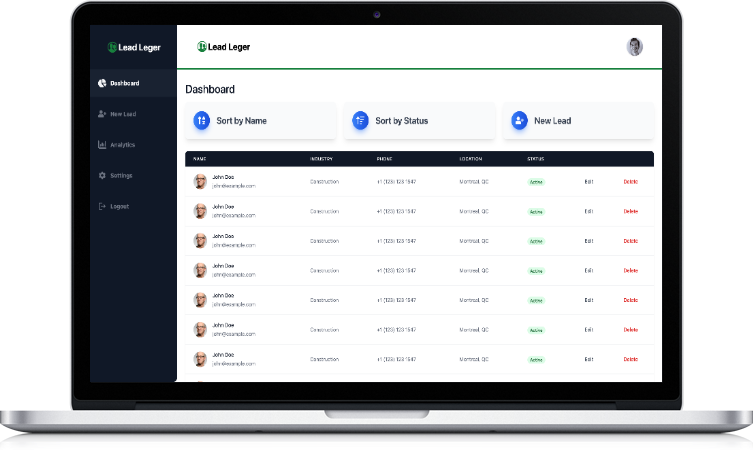 Lead Leger
Lead Leger
Dashboard
New Lead
Analytics
Settings
Logout
Dashboard
Sort by Name
Sort by Status
New Lead
NAME INDUSTRY PHONE LOCATION STATUS
John Doe
john@example.com
Construction +1 (123) 123 1547 Montreal, QC Active Edit Delete
John Doe
john@example.com
Construction +1 (123) 123 1547 Montreal, QC Active Edit Delete
John Doe
john@example.com
Construction +1 (123) 123 1547 Montreal, QC Active Edit Delete
John Doe
john@example.com
Construction +1 (123) 123 1547 Montreal, QC Active Edit Delete
John Doe
john@example.com
Construction +1 (123) 123 1547 Montreal, QC Active Edit Delete
John Doe
john@example.com
Construction +1 (123) 123 1547 Montreal, QC Active Edit Delete
John Doe
john@example.com
Construction +1 (123) 123 1547 Montreal, QC Active Edit Delete